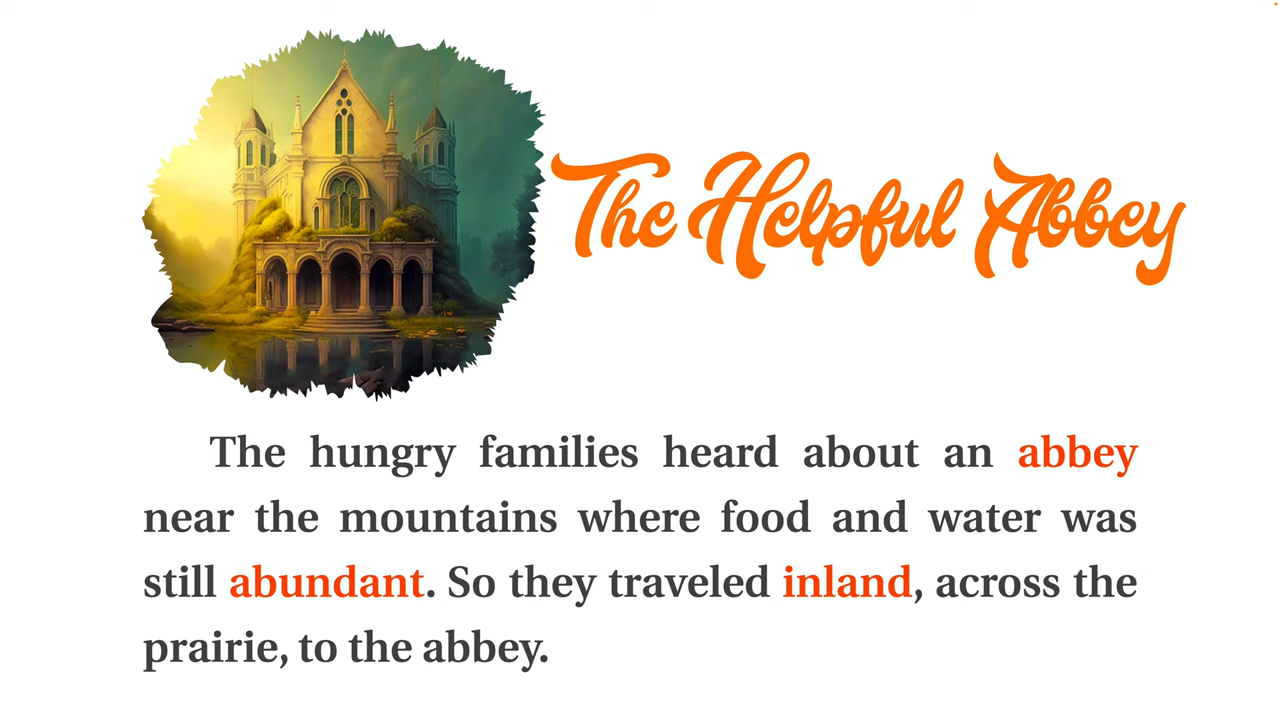 The Helpful Abbey
The hungry families heard about an abbey
near the mountains where food and water was
still abundant. So they traveled inland, across the
prairie, to the abbey.